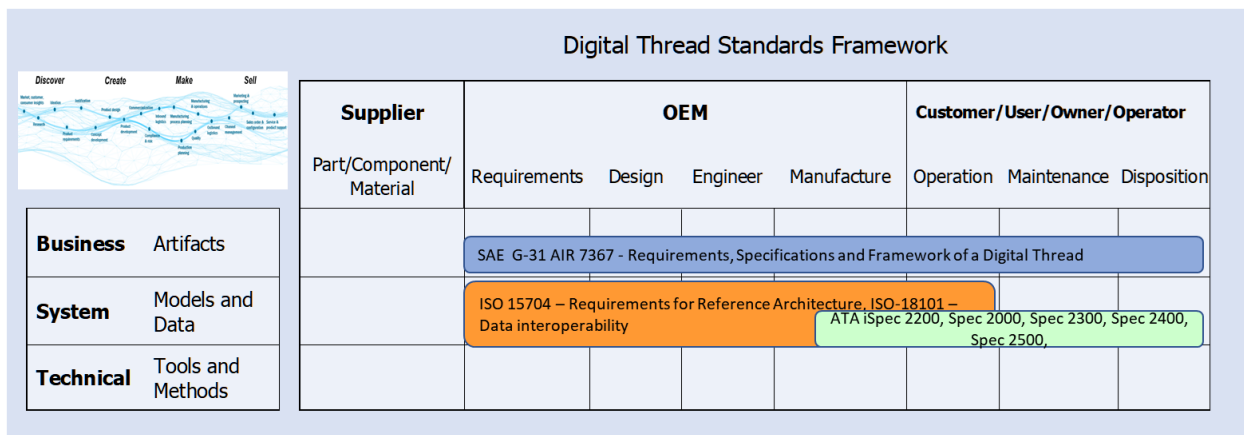 Digital Thread Standards Framework
Discover Create Make Sell
Supplier OEM Customer/User/Owner/Operator
Part/Component/
Material
Requirements Design Engineer Manufacture Operation Maintenance Disposition
Business Artifacts
SAE G-31 AIR 7367 - Requirements, Specifications and Framework of a Digital Thread
System Models and
Data
ISO 15704 – Requirements for Reference Architecture, ISO-18101 –
Data interoperability
ATA iSpec 2200, Spec 2000, Spec 2300, Spec 2400,
Spec 2500,
Technical Tools and
Methods